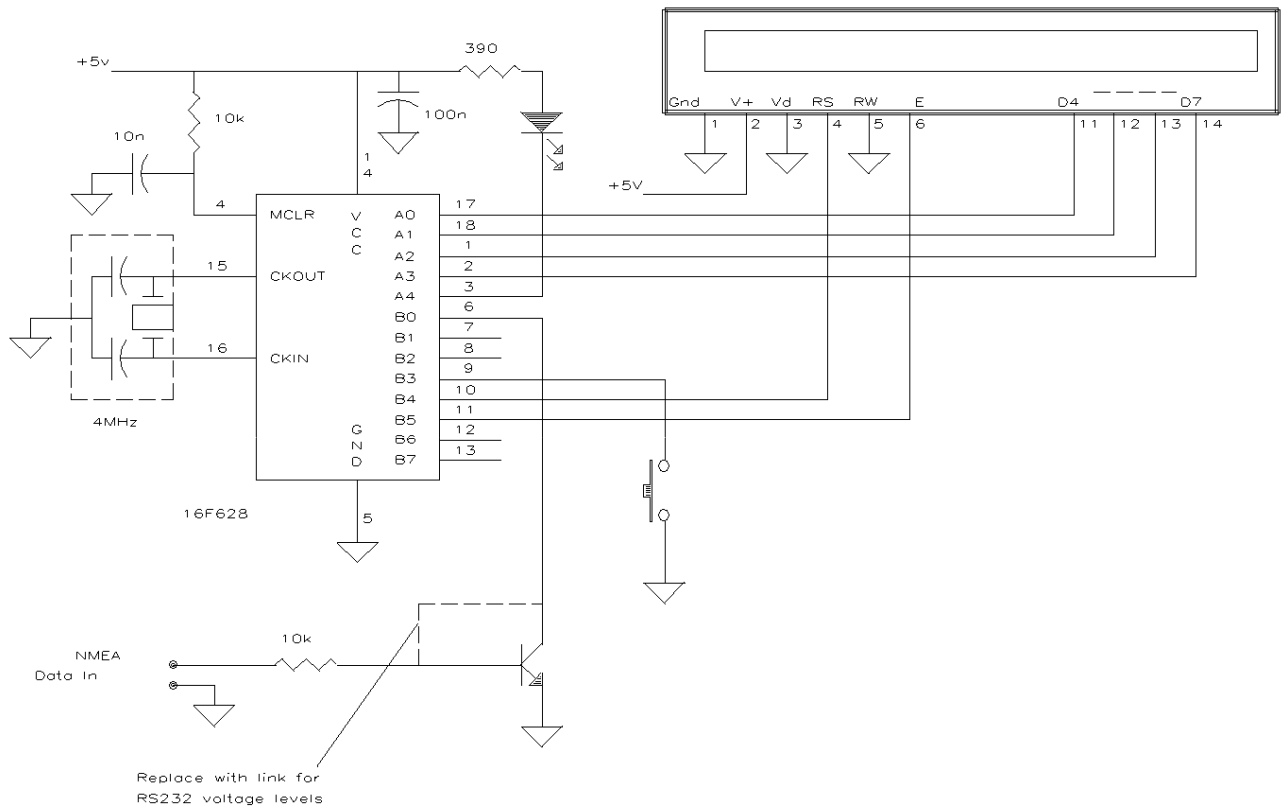 390
+5v
100n
10k
10n
1
4
Gnd V+ Vd RS RW E D4 D7
1 2 3 4 5 6 11 12 13 14
+5V
4 MCLR
15 CKOUT
16 CKIN
4MHz
V
C
C
G
N
D
A0 17
A1 18
A2 1
A3 2
A4 3
B0 6
B1 7
B2 8
B3 9
B4 10
B5 11
B6 12
B7 13
5
16F628
NMEA
Data In
10k
Replace with link for
RS232 voltage levels